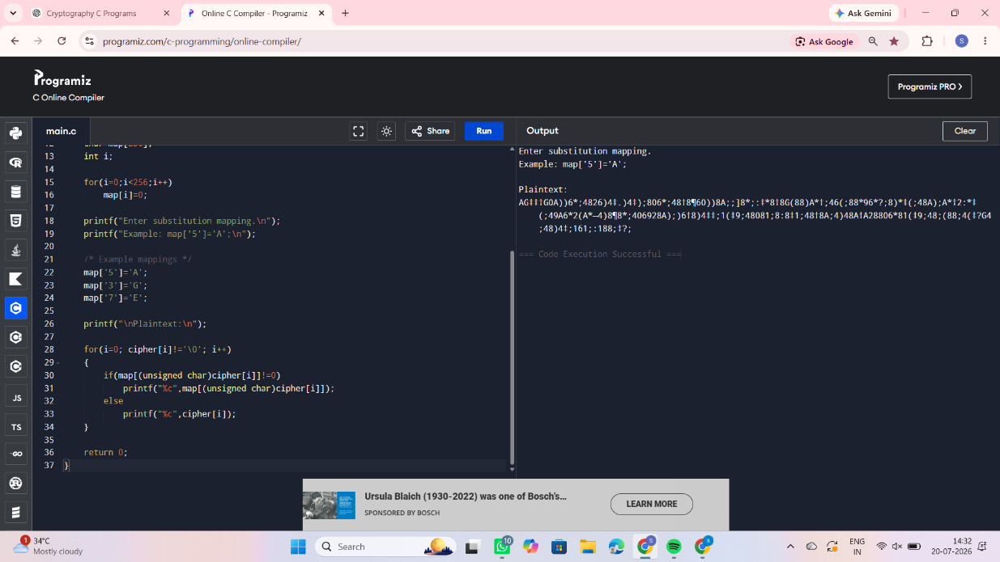 Cryptography C Programs
Online C Compiler - Programiz
Ask Gemini
programiz.com/c-programming/online-compiler/
Ask Google
S
Programiz
C Online Compiler
Programiz PRO
main.c
Share
Run
Output
Clear
13 int i;
14
15 for(i=0;i<256;i++)
16 map[i]=0;
17
18 printf("Enter substitution mapping.\n");
19 printf("Example: map['5']='A';\n");
20
21 /* Example mappings */
22 map['5']='A';
23 map['3']='G';
24 map['7']='E';
25
26 printf("\nPlaintext:\n");
27
28 for(i=0; cipher[i]!='\0'; i++)
29 {
30 if(map[(unsigned char)cipher[i]]!=0)
31 printf("%c",map[(unsigned char)cipher[i]]);
32 else
33 printf("%c",cipher[i]);
34 }
35
36 return 0;
37 }
Enter substitution mapping.
Example: map['5']='A';
Plaintext:
AG‡‡†G0A))6*;4826)4‡.)4‡);806*;48†8¶60))8A;;]8*;:‡*8†8G(88)A*†;46(;88*96*?;8)*‡(;48A);A*†2:*‡
(;49A6*2(A*—4)8¶8*;406928A);)6†8)4‡‡;1(‡9;48081;8:8‡1;48†8A;4)48A†A28806*81(‡9;48;(88;4(‡?G4
;48)4‡;161;:188;‡?;
=== Code Execution Successful ===
JS
TS
GO
Ursula Blaich (1930-2022) was one of Bosch's...
SPONSORED BY BOSCH
LEARN MORE
1
34°C
Mostly cloudy
Search
10
S
ENG
IN
14:32
20-07-2026